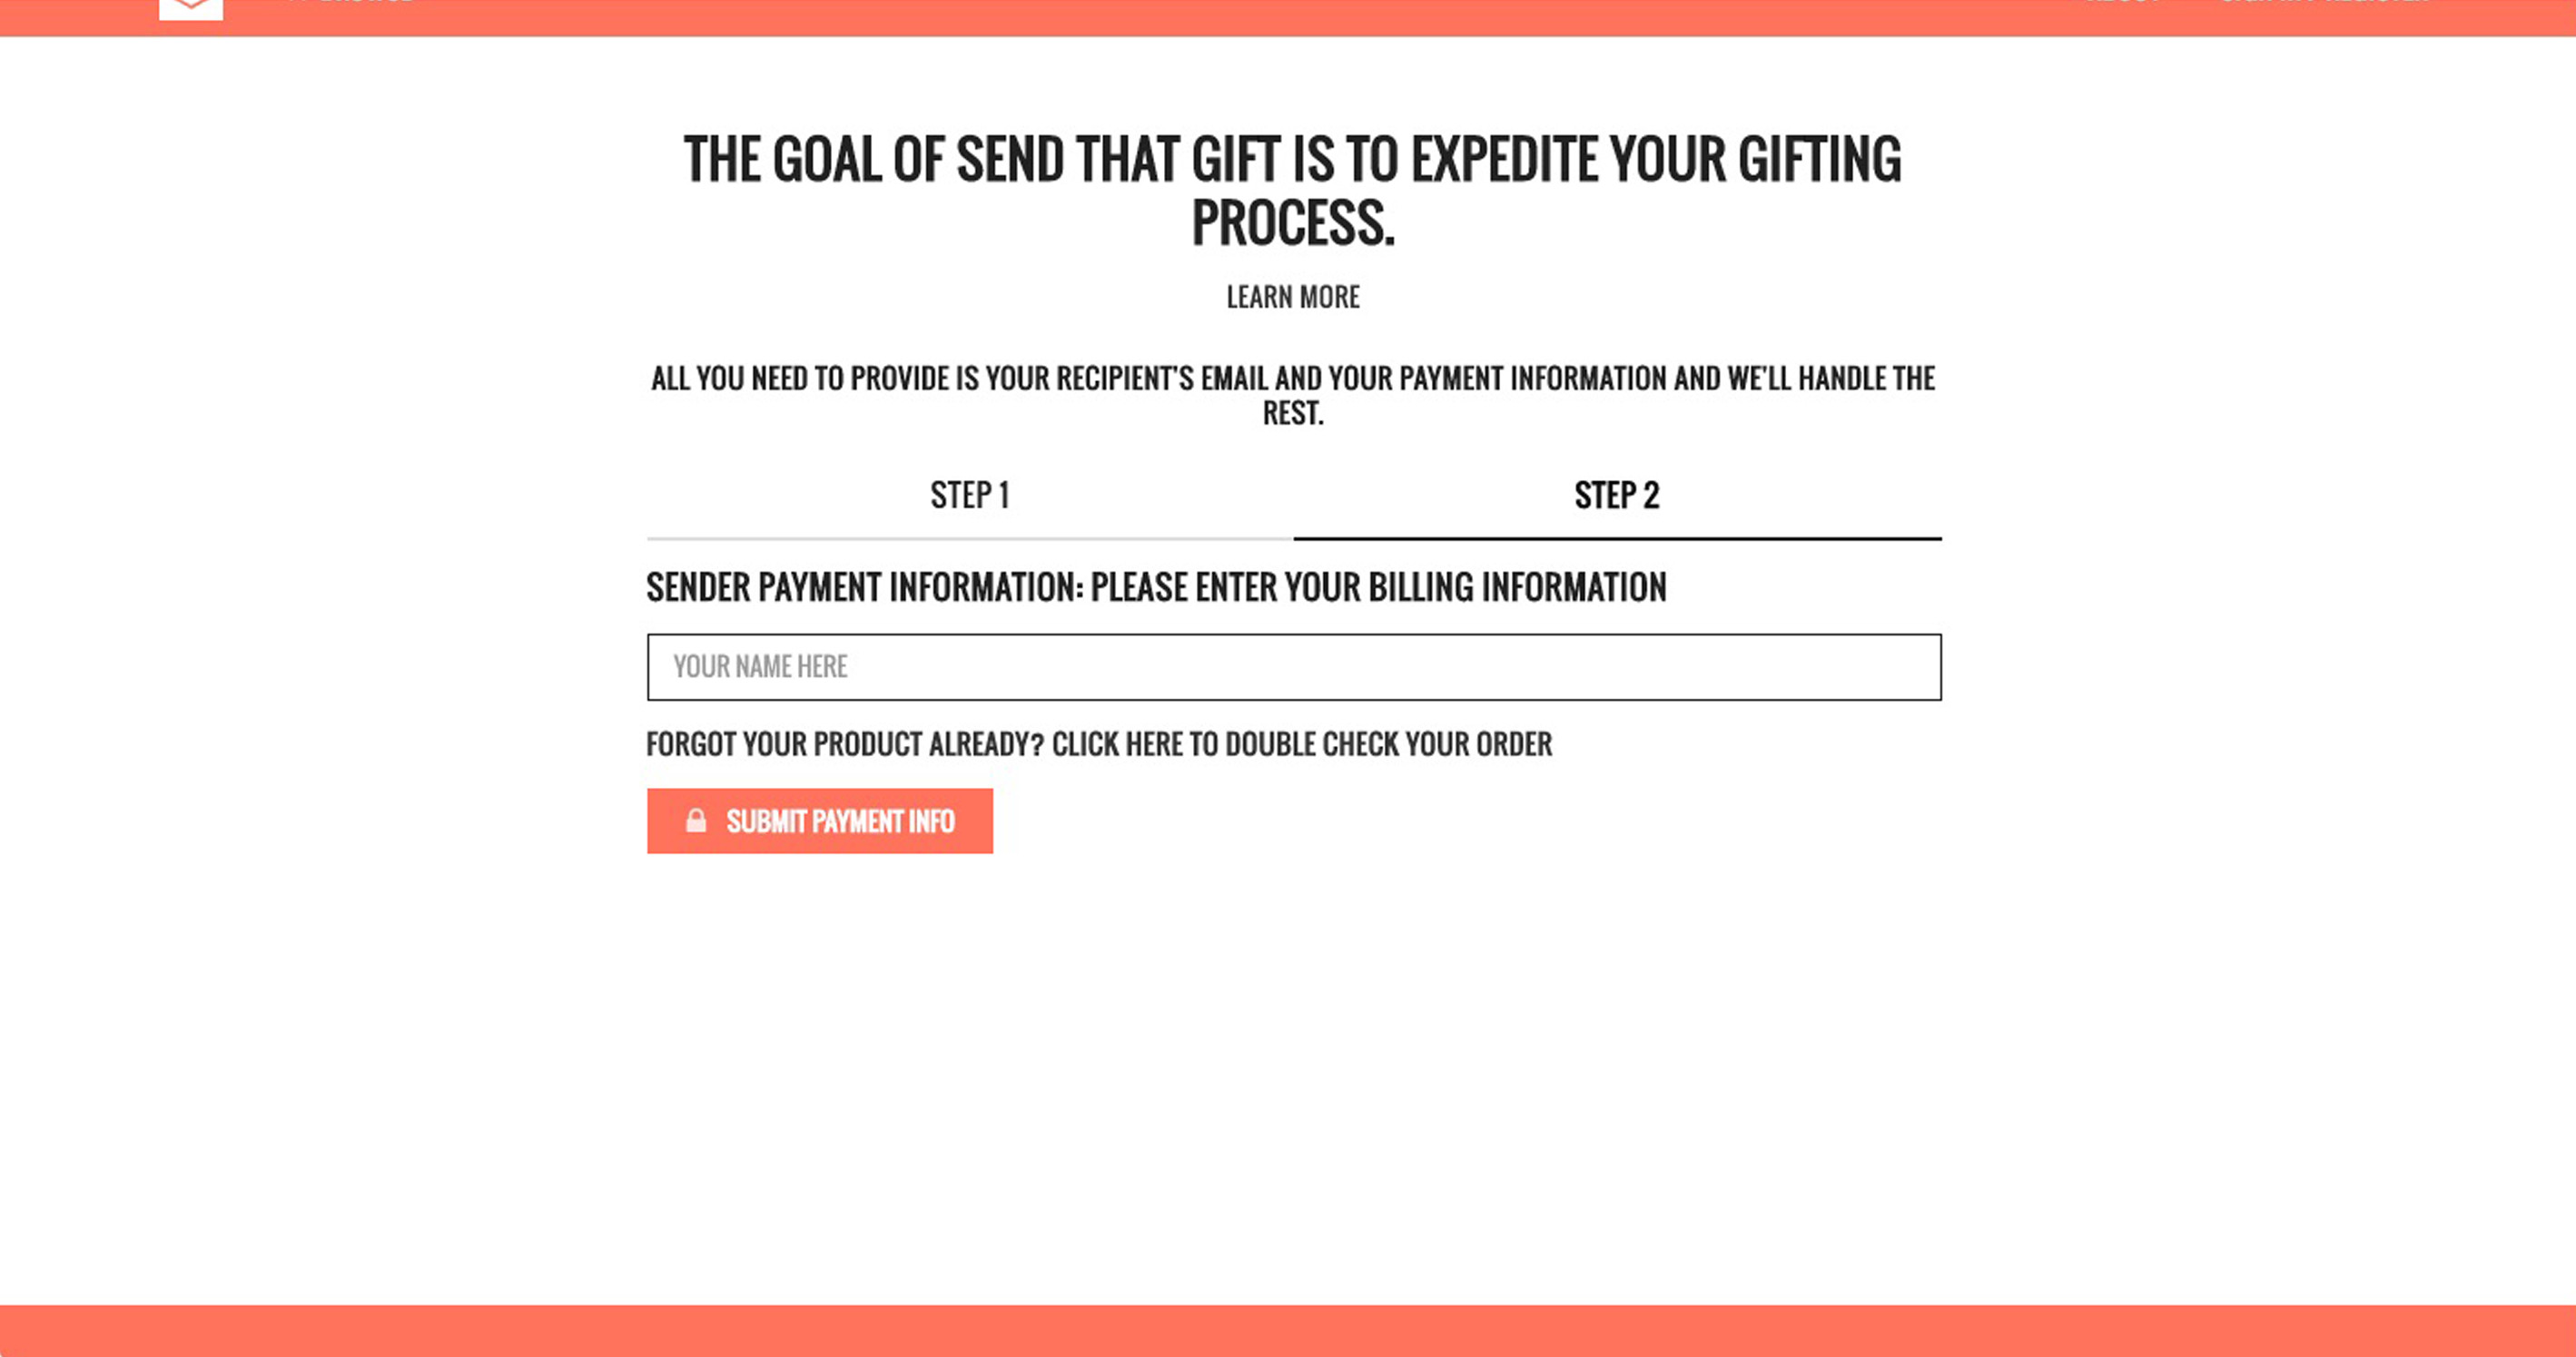 THE GOAL OF SEND THAT GIFT IS TO EXPEDITE YOUR GIFTING
PROCESS.
LEARN MORE
ALL YOU NEED TO PROVIDE IS YOUR RECIPIENT'S EMAIL AND YOUR PAYMENT INFORMATION AND WE'LL HANDLE THE
REST.
STEP 1
STEP 2
SENDER PAYMENT INFORMATION: PLEASE ENTER YOUR BILLING INFORMATION
YOUR NAME HERE
FORGOT YOUR PRODUCT ALREADY? CLICK HERE TO DOUBLE CHECK YOUR ORDER
SUBMIT PAYMENT INFO